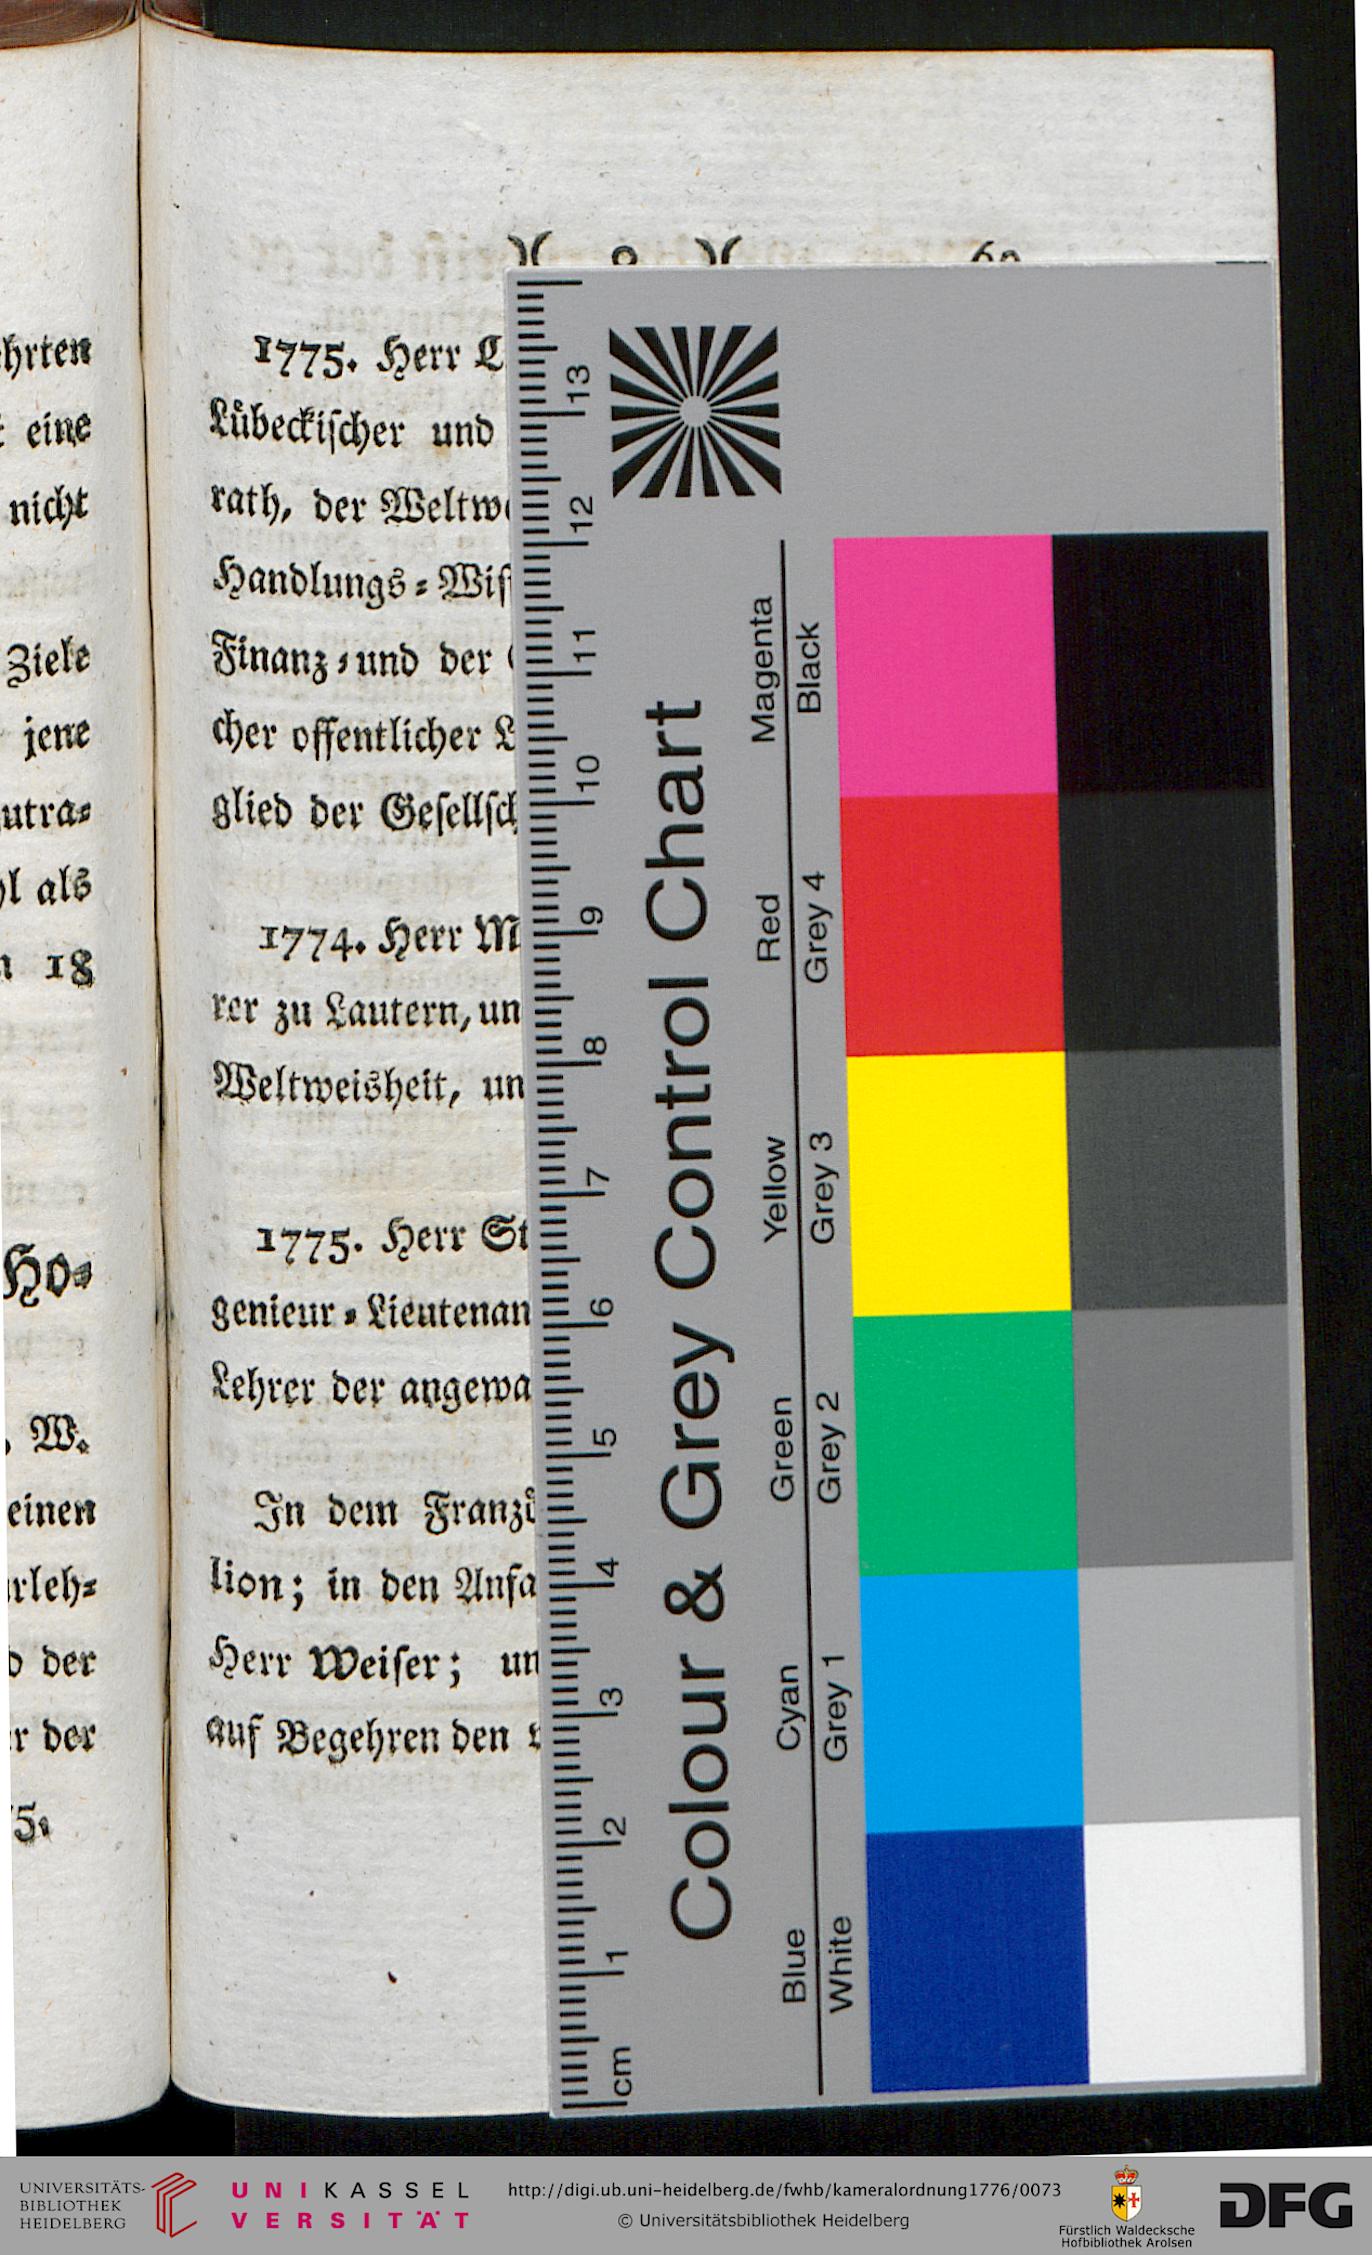 hrten
eine
nicht
Ziele
jene
utra⸗
als
18
Ho⸗
W.
einen
rleh⸗
der
der
5.
)( o )( 69
1775. Herr
Lübeckiſcher und
rath, der Weltw
Handlungs⸗Wiſ
Finanz⸗und der
cher offentlicher L
glied der Geſellſch
1774. Herr M
rer zu Lautern, un
Weltweisheit, un
1775. Herr St
genieur⸗Lieutenan
Lehrer der angewa
In dem Franzö
lion; in den Anfa
Herr Weiſer; un
auf Begehren den
13
12
11
10
9
8
7
6
5
4
3
2
1
cm
Colour & Grey Control Chart
Magenta
Red
Yellow
Green
Cyan
Blue
Black
Grey 4
Grey 3
Grey 2
Grey 1
White
UNIVERSITÄTS-
BIBLIOTHEK
HEIDELBERG
UNIKASSEL
VERSITÄT
http://digi.ub.uni-heidelberg.de/fwhb/kameralordnung1776/0073
© Universitätsbibliothek Heidelberg
Fürstlich Waldecksche
Hofbibliothek Arolsen
DFG